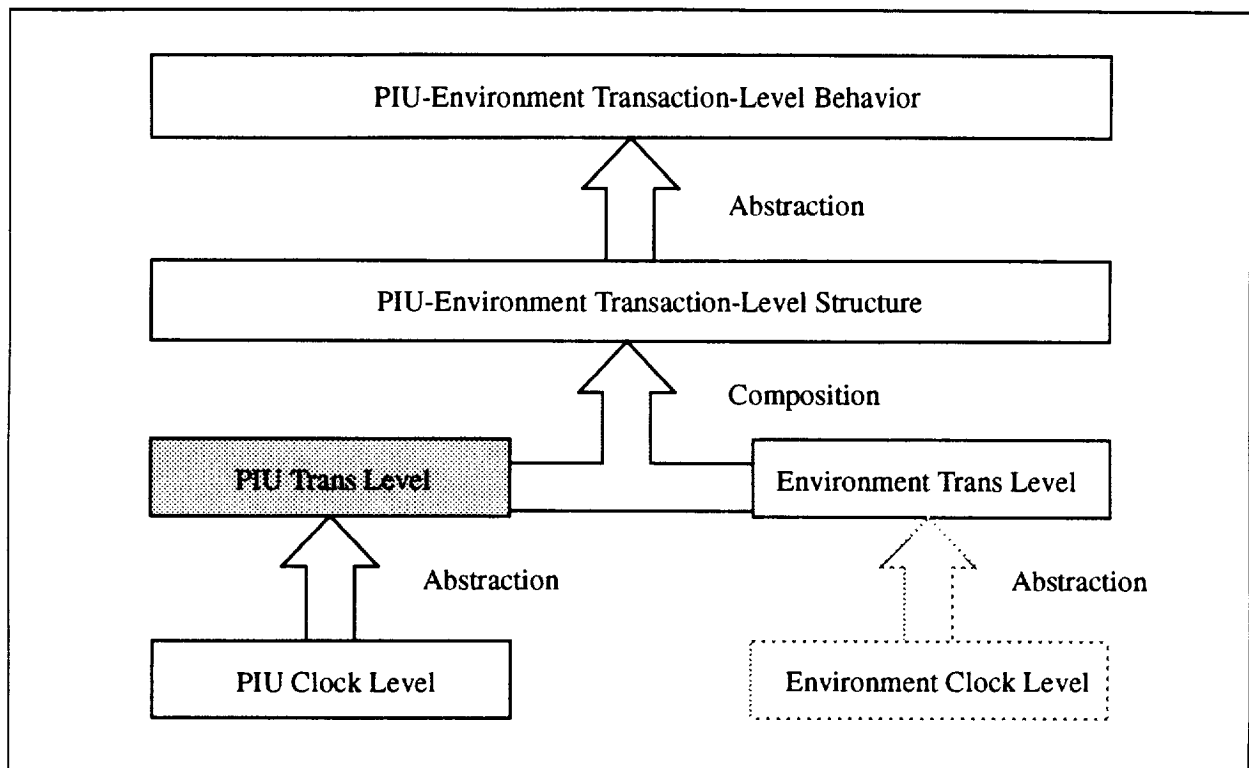 PIU-Environment Transaction-Level Behavior
Abstraction
PIU-Environment Transaction-Level Structure
Composition
PIU Trans Level
Environment Trans Level
Abstraction
Abstraction
PIU Clock Level
Environment Clock Level